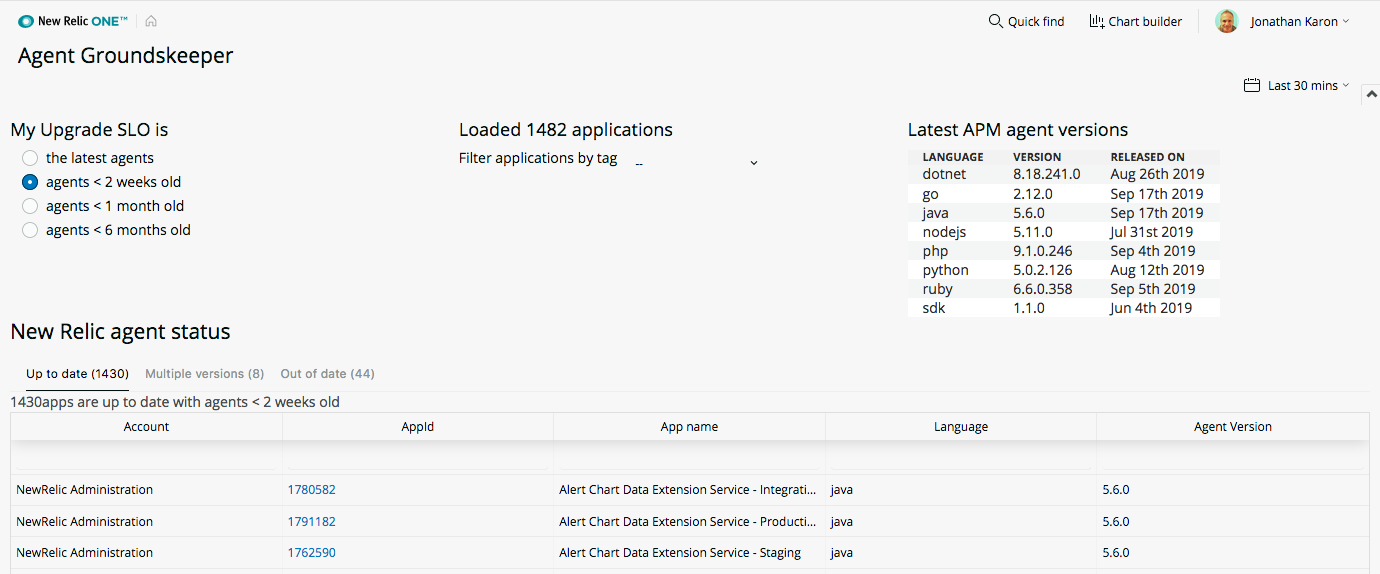 New Relic ONE™
Quick find
Chart builder
Jonathan Karon
Agent Groundskeeper
Last 30 mins
My Upgrade SLO is
the latest agents
agents < 2 weeks old
agents < 1 month old
agents < 6 months old
Loaded 1482 applications
Filter applications by tag --
Latest APM agent versions
LANGUAGE VERSION RELEASED ON
dotnet 8.18.241.0 Aug 26th 2019
go 2.12.0 Sep 17th 2019
java 5.6.0 Sep 17th 2019
nodejs 5.11.0 Jul 31st 2019
php 9.1.0.246 Sep 4th 2019
python 5.0.2.126 Aug 12th 2019
ruby 6.6.0.358 Sep 5th 2019
sdk 1.1.0 Jun 4th 2019
New Relic agent status
Up to date (1430) Multiple versions (8) Out of date (44)
1430apps are up to date with agents < 2 weeks old
Account AppId App name Language Agent Version
NewRelic Administration 1780582 Alert Chart Data Extension Service - Integrati... java 5.6.0
NewRelic Administration 1791182 Alert Chart Data Extension Service - Producti... java 5.6.0
NewRelic Administration 1762590 Alert Chart Data Extension Service - Staging java 5.6.0